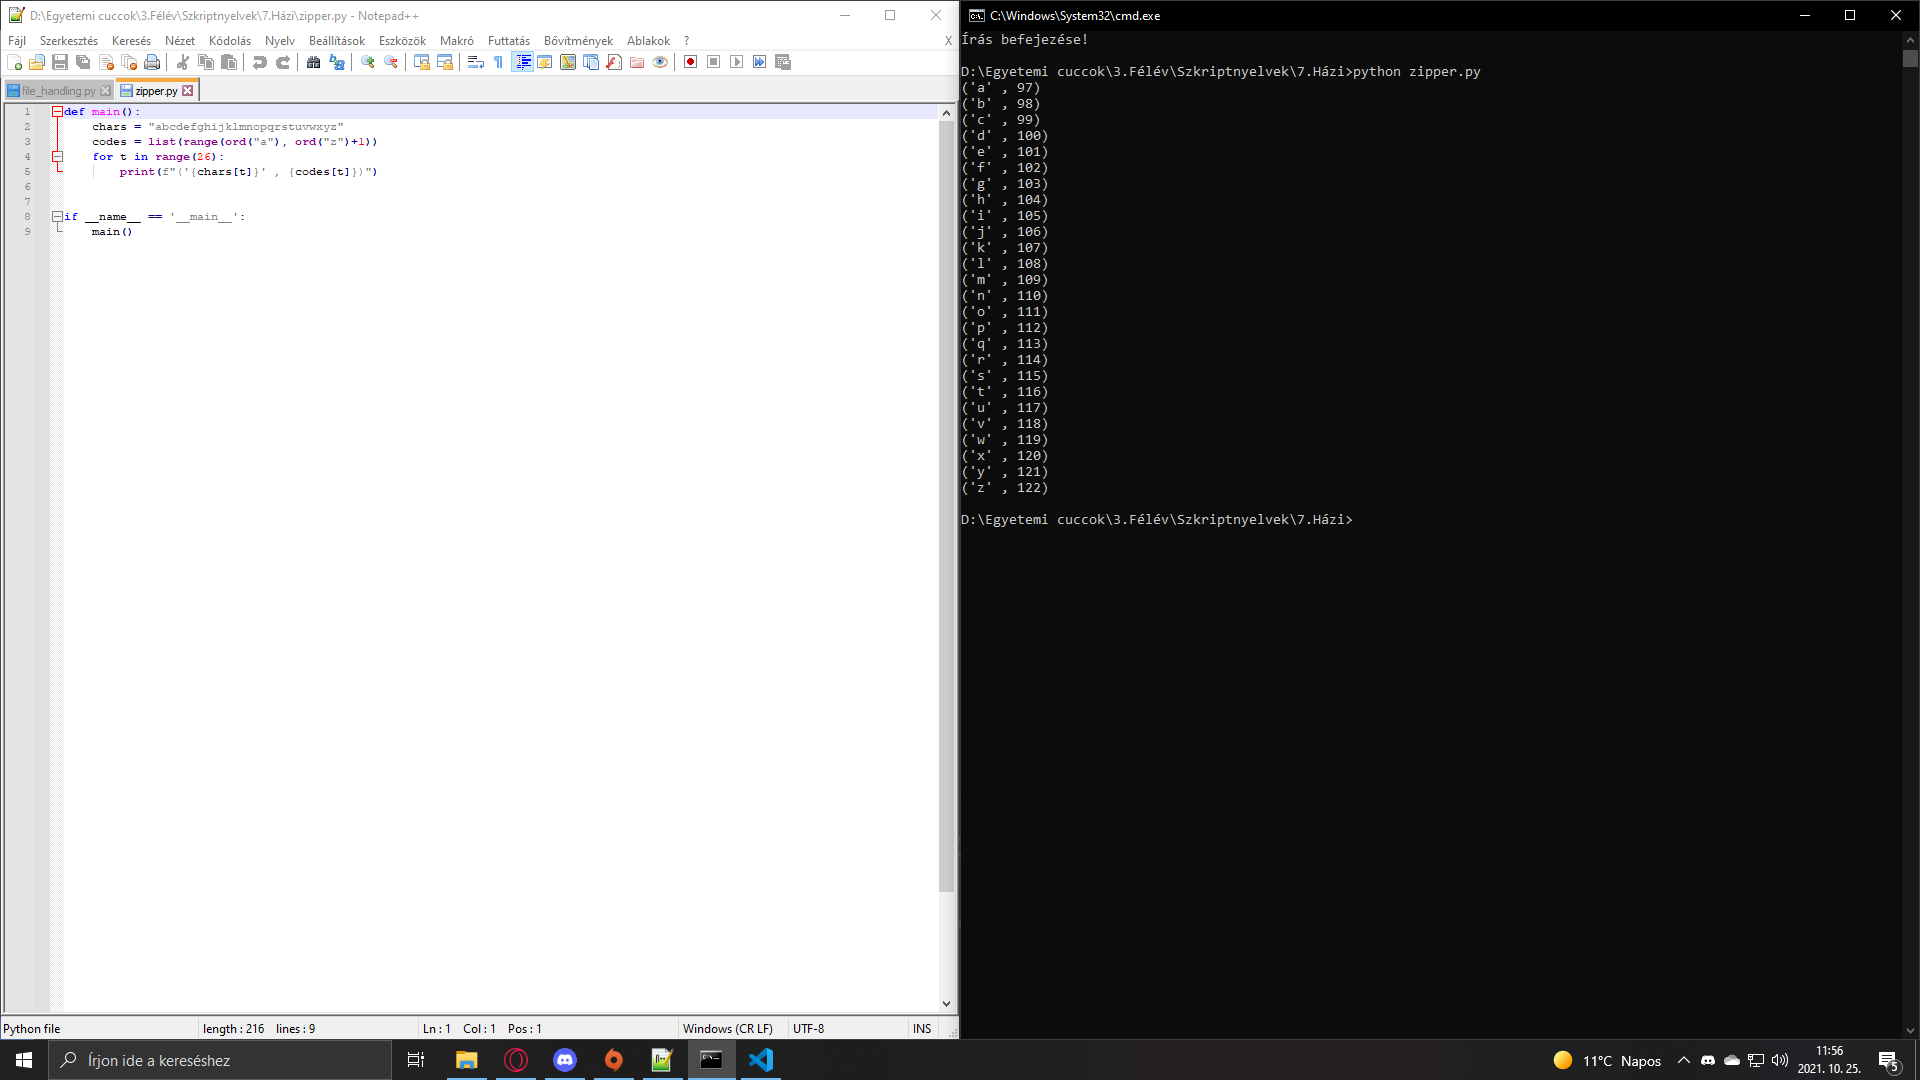 D:\Egyetemi cuccok\3.Félév\Szkriptnyelvek\7.Házi\zipper.py - Notepad++
Fájl Szerkesztés Keresés Nézet Kódolás Nyelv Beállítások Eszközök Makró Futtatás Bővítmények Ablakok ? X
file_handling.py zipper.py
1 def main():
2     chars = "abcdefghijklmnopqrstuvwxyz"
3     codes = list(range(ord("a"), ord("z")+1))
4     for t in range(26):
5         print(f"('{chars[t]}' , {codes[t]})")
6
7
8 if __name__ == '__main__':
9     main()
Python file length : 216 lines : 9 Ln : 1 Col : 1 Pos : 1 Windows (CR LF) UTF-8 INS
C:\Windows\System32\cmd.exe
Írás befejezése!
D:\Egyetemi cuccok\3.Félév\Szkriptnyelvek\7.Házi>python zipper.py
('a' , 97)
('b' , 98)
('c' , 99)
('d' , 100)
('e' , 101)
('f' , 102)
('g' , 103)
('h' , 104)
('i' , 105)
('j' , 106)
('k' , 107)
('l' , 108)
('m' , 109)
('n' , 110)
('o' , 111)
('p' , 112)
('q' , 113)
('r' , 114)
('s' , 115)
('t' , 116)
('u' , 117)
('v' , 118)
('w' , 119)
('x' , 120)
('y' , 121)
('z' , 122)
D:\Egyetemi cuccok\3.Félév\Szkriptnyelvek\7.Házi>
Írjon ide a kereséshez
11°C Napos
11:56
2021. 10. 25.
5